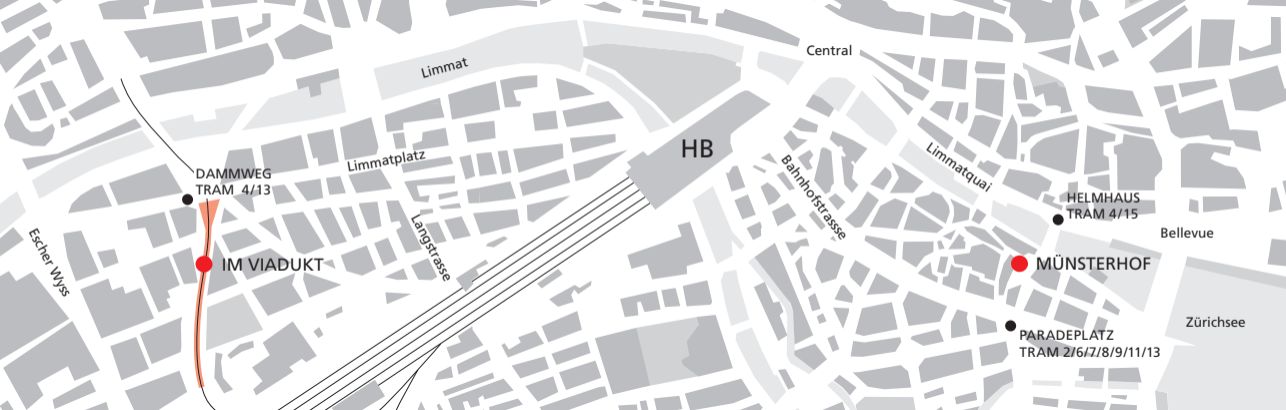 Central
Limmat
HB
Limmatplatz
DAMMWEG
TRAM 4/13
Limmatquai
Bahnhofstrassse
HELMHAUS
TRAM 4/15
Langstrasse
Escher Wyss
Bellevue
IM VIADUKT
MÜNSTERHOF
Zürichsee
PARADEPLATZ
TRAM 2/6/7/8/9/11/13